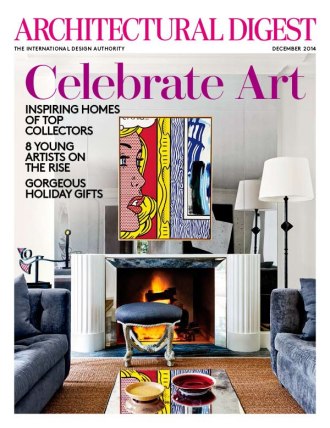 ARCHITECTURAL DIGEST
THE INTERNATIONAL DESIGN AUTHORITY
DECEMBER 2014
Celebrate Art
INSPIRING HOMES
OF TOP
COLLECTORS
8 YOUNG
ARTISTS ON
THE RISE
GORGEOUS
HOLIDAY GIFTS